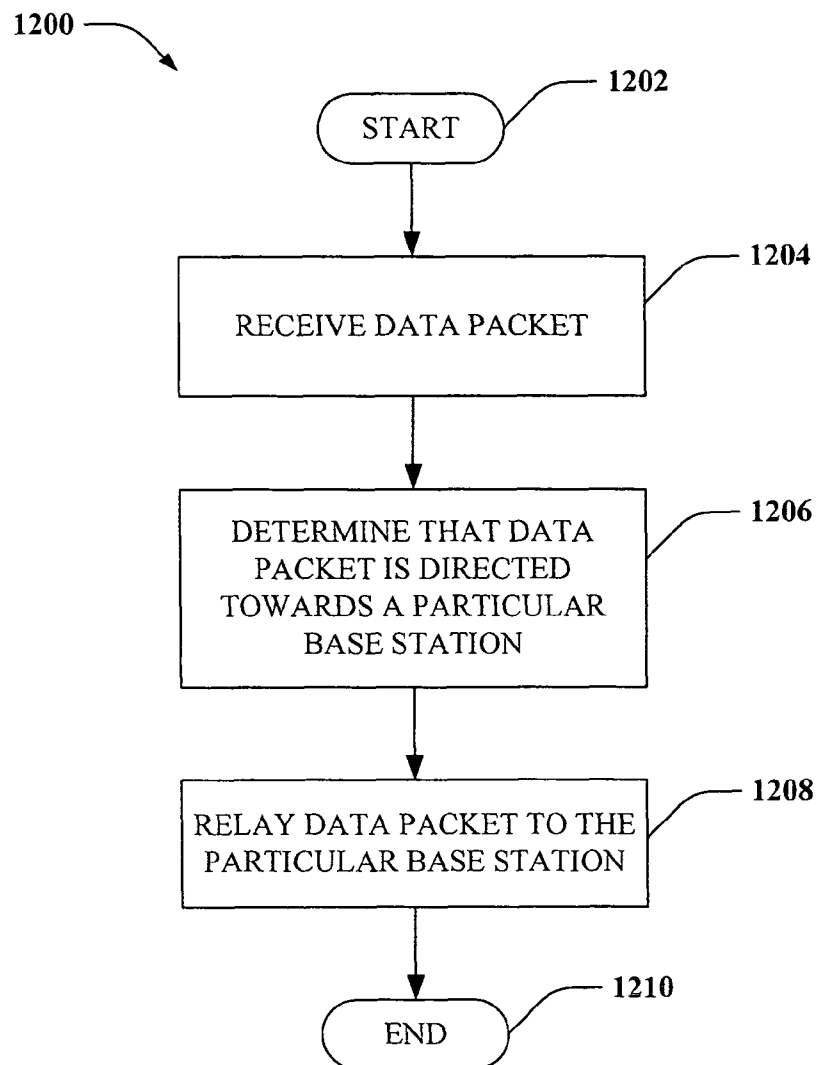 1200
1202
START
1204
RECEIVE DATA PACKET
1206
DETERMINE THAT DATA
PACKET IS DIRECTED
TOWARDS A PARTICULAR
BASE STATION
1208
RELAY DATA PACKET TO THE
PARTICULAR BASE STATION
1210
END